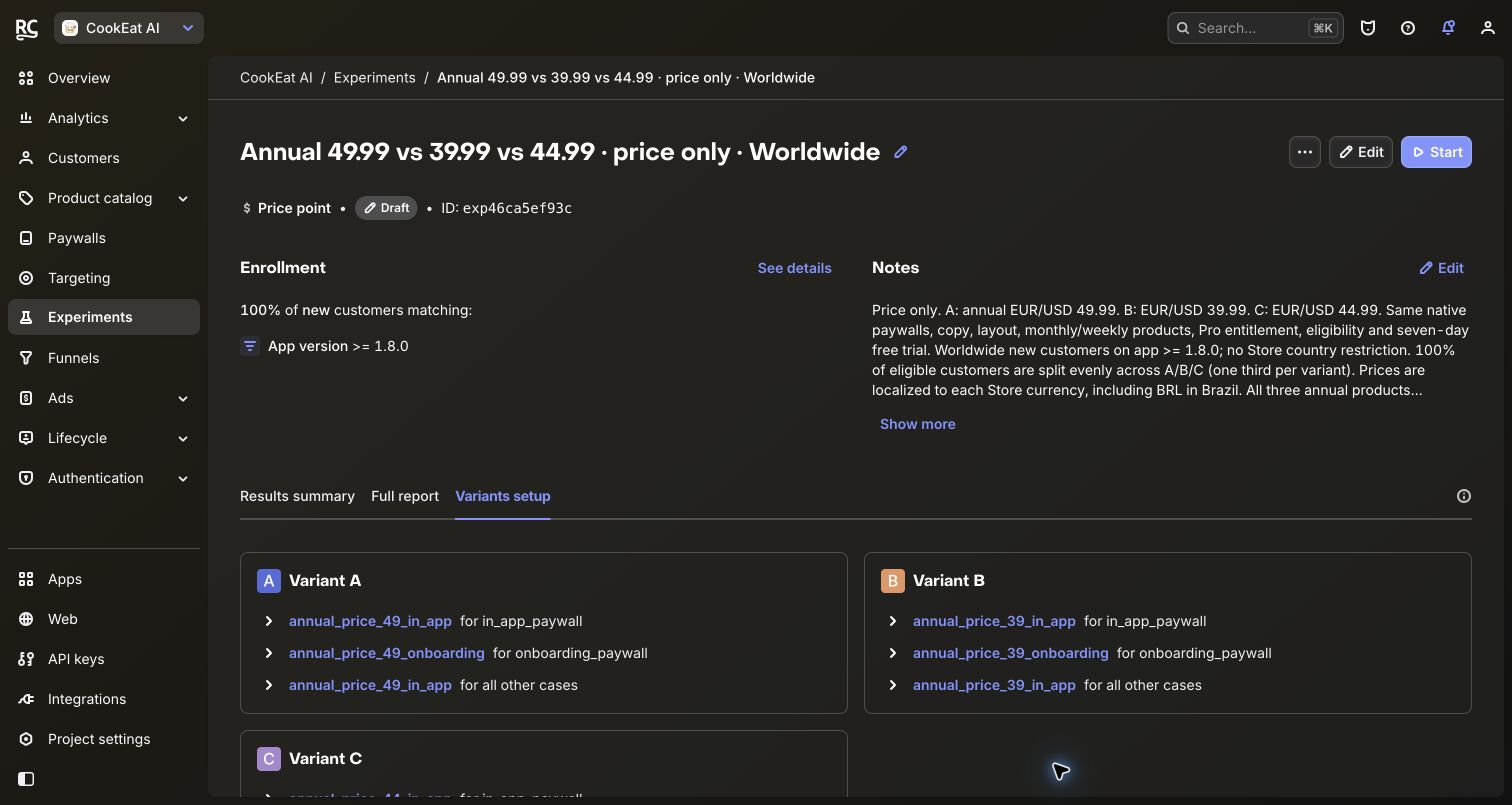 RC
CookEat AI
Search...
⌘K
Overview
Analytics
Customers
Product catalog
Paywalls
Targeting
Experiments
Funnels
Ads
Lifecycle
Authentication
Apps
Web
API keys
Integrations
Project settings
CookEat AI / Experiments / Annual 49.99 vs 39.99 vs 44.99 · price only · Worldwide
Annual 49.99 vs 39.99 vs 44.99 · price only · Worldwide
Edit
Start
$ Price point • Draft • ID: exp46ca5ef93c
Enrollment
See details
100% of new customers matching:
App version >= 1.8.0
Notes
Edit
Price only. A: annual EUR/USD 49.99. B: EUR/USD 39.99. C: EUR/USD 44.99. Same native
paywalls, copy, layout, monthly/weekly products, Pro entitlement, eligibility and seven-day
free trial. Worldwide new customers on app >= 1.8.0; no Store country restriction. 100%
of eligible customers are split evenly across A/B/C (one third per variant). Prices are
localized to each Store currency, including BRL in Brazil. All three annual products...
Show more
Results summary
Full report
Variants setup
A Variant A
annual_price_49_in_app for in_app_paywall
annual_price_49_onboarding for onboarding_paywall
annual_price_49_in_app for all other cases
B Variant B
annual_price_39_in_app for in_app_paywall
annual_price_39_onboarding for onboarding_paywall
annual_price_39_in_app for all other cases
C Variant C
annual_price_44_in_app for in_app_paywall